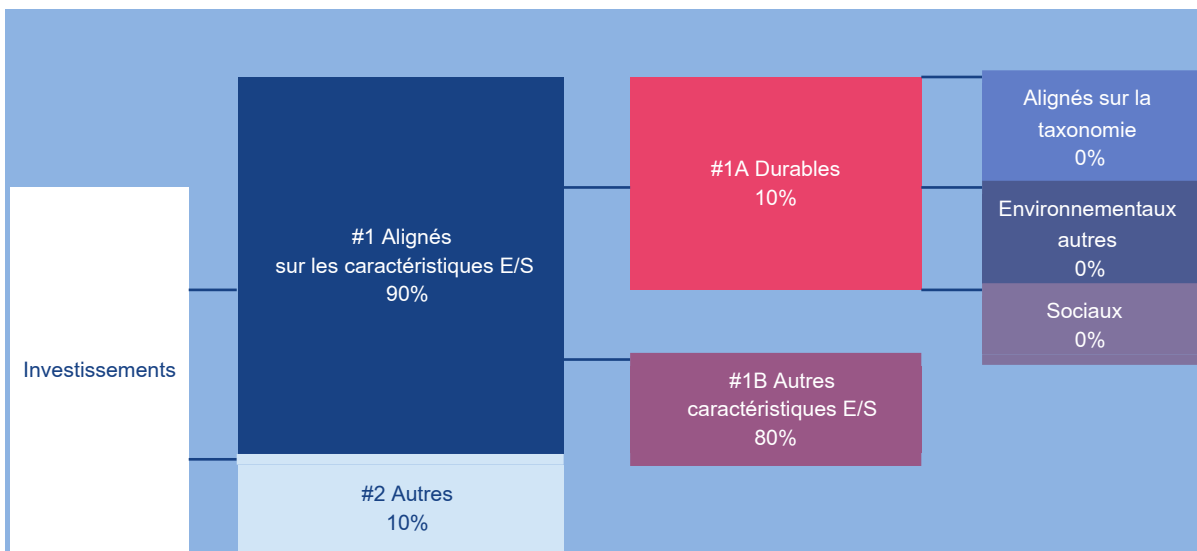 Investissements
#1 Alignés
sur les caractéristiques E/S
90%
#2 Autres
10%
#1A Durables
10%
#1B Autres
caractéristiques E/S
80%
Alignés sur la
taxonomie
0%
Environnementaux
autres
0%
Sociaux
0%